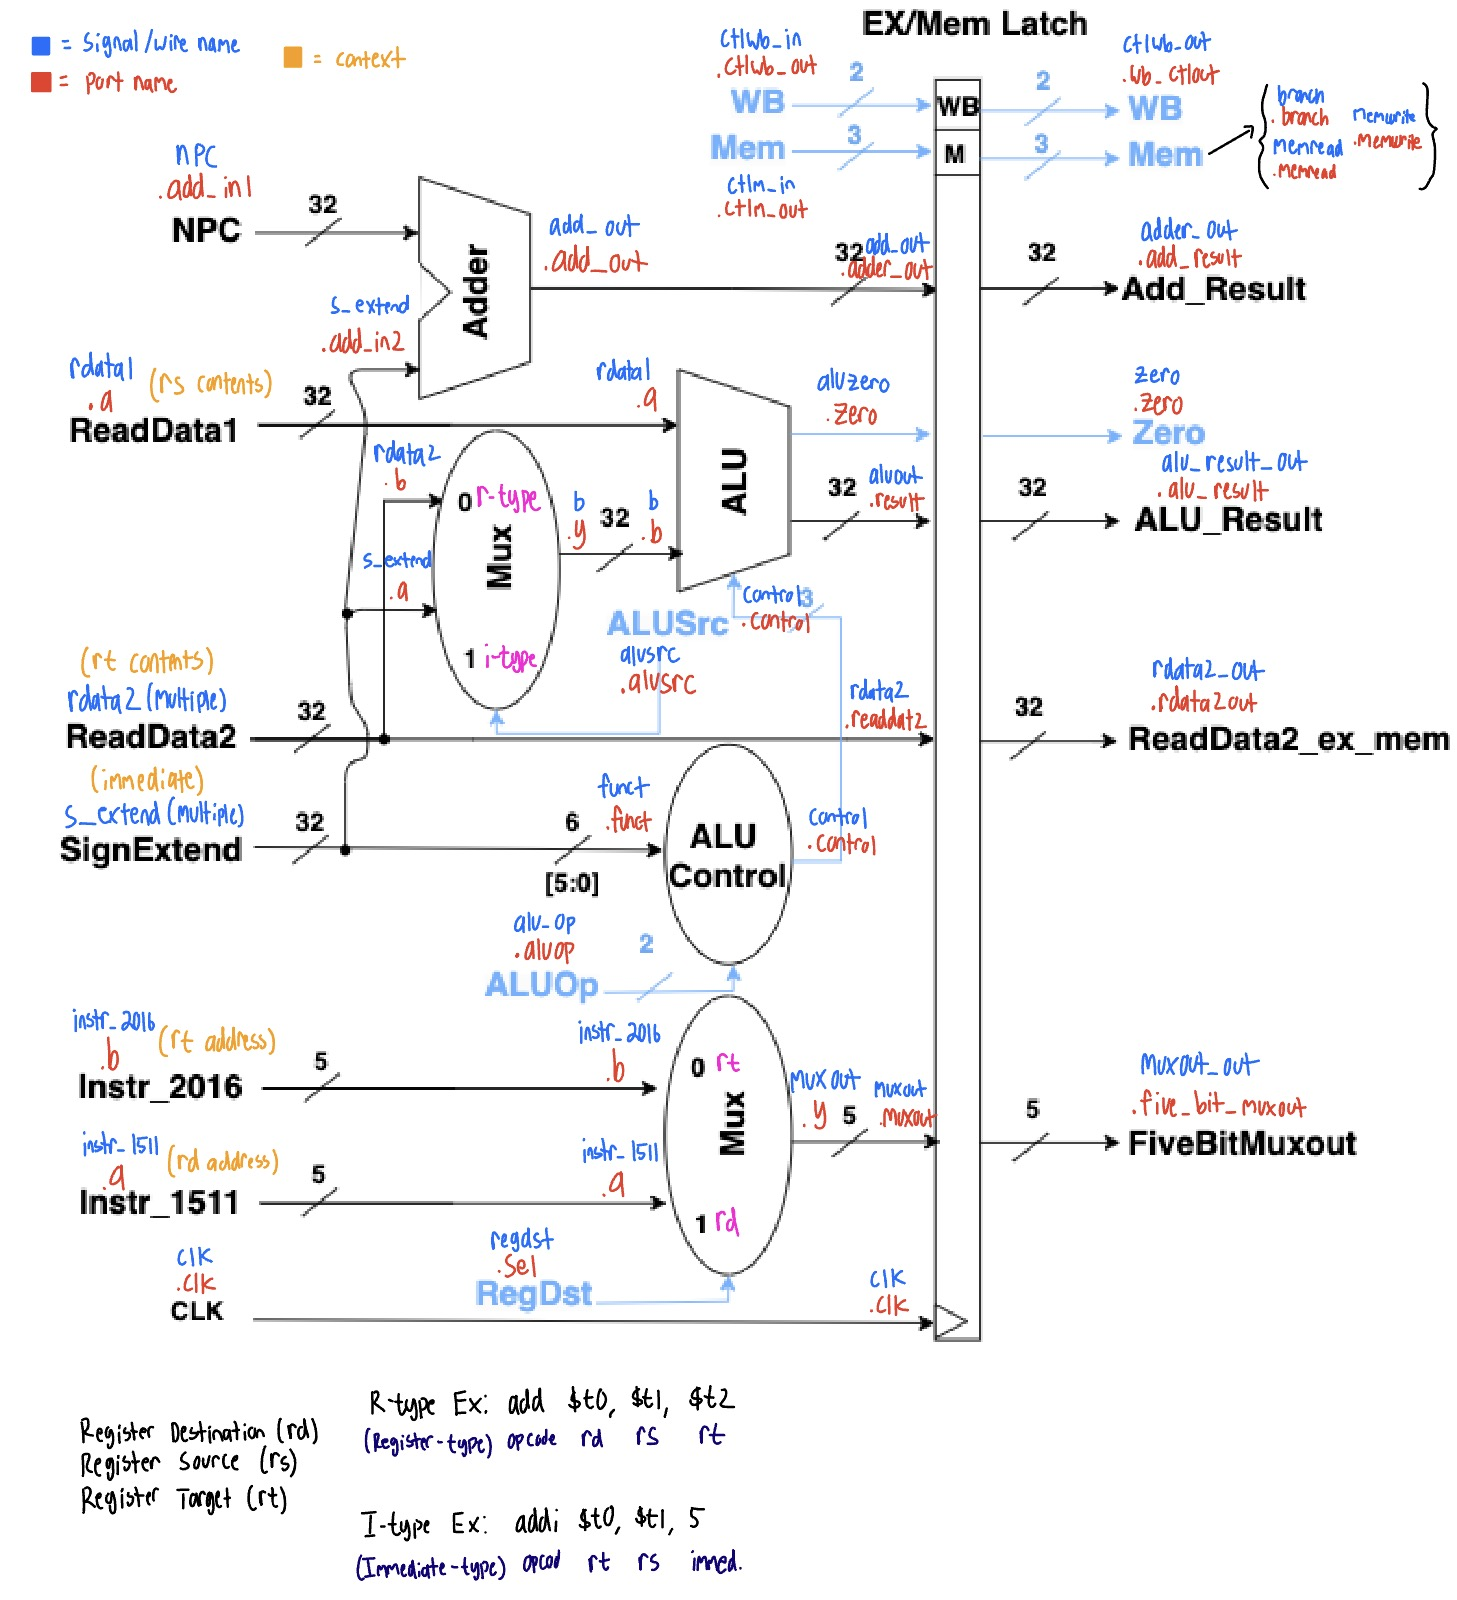 EX/Mem Latch
= Signal/wire name
= port name
= context
ctlwb_in
.ctlwb_out
WB
2
WB
2
ctlwb_out
.wb_ctlout
WB
Mem
3
M
3
Mem
ctlm_in
.ctlm_out
branch
.branch
memread
.memread
memwrite
.memwrite
NPC
.add_in1
NPC
32
s_extend
.add_in2
Adder
add_out
.add_out
32
add_out
.adder_out
32
adder_out
.add_result
Add_Result
rdata1
(rs contents)
.a
ReadData1
32
rdata1
.a
ALU
aluzero
.zero
zero
.zero
Zero
rdata2
.b
0 r-type
Mux
s_extend
.a
1 i-type
b
.y
32
b
.b
32
aluout
.result
32
alu_result_out
.alu_result
ALU_Result
ALUSrc
alusrc
.alusrc
control
3
.control
(rt contents)
rdata2 (multiple)
ReadData2
32
rdata2
.readdat2
32
rdata2_out
.rdata2out
ReadData2_ex_mem
(immediate)
s_extend (multiple)
SignExtend
32
6
[5:0]
funct
.funct
ALU
Control
control
.control
alu_op
.aluop
ALUOp
2
instr_2016
.b
(rt address)
Instr_2016
5
instr_2016
.b
0 rt
Mux
1 rd
muxout
.y
5
muxout
.muxout
5
muxout_out
.five_bit_muxout
FiveBitMuxout
instr_1511
.a
(rd address)
Instr_1511
5
instr_1511
.a
regdst
.sel
RegDst
clk
.clk
CLK
clk
.clk
Register Destination (rd)
Register Source (rs)
Register Target (rt)
R-type Ex: add $t0, $t1, $t2
(Register-type) opcode rd rs rt
I-type Ex: addi $t0, $t1, 5
(Immediate-type) opcod rt rs immed.